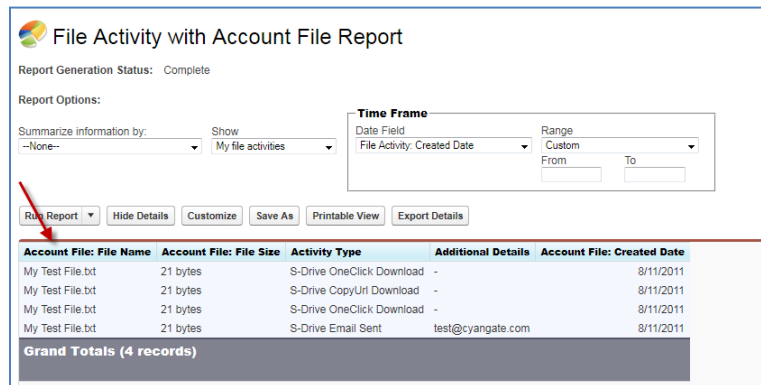 File Activity with Account File Report
Report Generation Status: Complete
Report Options:
Time Frame
Summarize information by: Show Date Field Range
--None-- My file activities File Activity: Created Date Custom
From To
Run Report Hide Details Customize Save As Printable View Export Details
Account File: File Name Account File: File Size Activity Type Additional Details Account File: Created Date
My Test File.txt 21 bytes S-Drive OneClick Download - 8/11/2011
My Test File.txt 21 bytes S-Drive CopyUrl Download - 8/11/2011
My Test File.txt 21 bytes S-Drive OneClick Download - 8/11/2011
My Test File.txt 21 bytes S-Drive Email Sent test@cyangate.com 8/11/2011
Grand Totals (4 records)